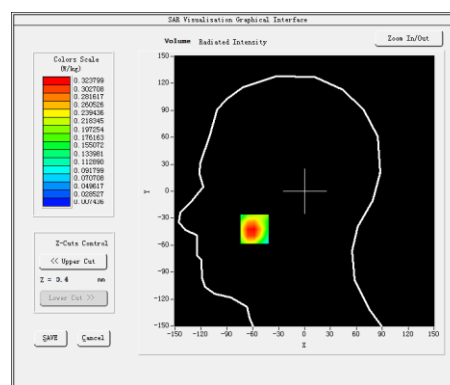 SAR Visualisation Graphical Interface
Volume Radiated Intensity
Zoom In/Out
Colors Scale
(W/kg)
0.323799
0.302708
0.281617
0.260526
0.239436
0.218345
0.197254
0.176163
0.155072
0.133981
0.112890
0.091799
0.070708
0.049617
0.028527
0.007436
Z-Cuts Control
<< Upper Cut
Z = 3.4 mm
Lower Cut >>
SAVE Cancel
150
120
90
60
30
Y
0
-30
-60
-90
-120
-150
-150 -120 -90 -60 -30 0 30 60 90 120 150
X